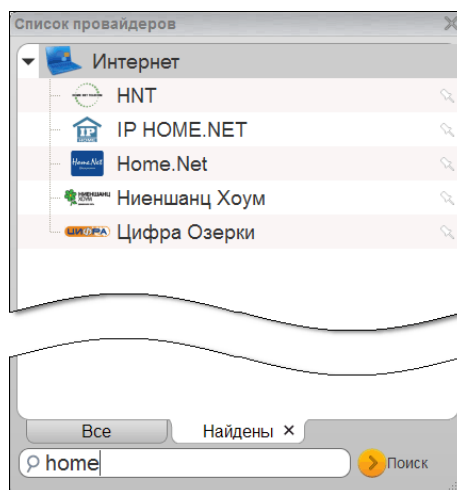 Список провайдеров
Интернет
HNT
IP HOME.NET
Home.Net
Ниеншанц Хоум
Цифра Озерки
Все
Найдены ×
home
Поиск